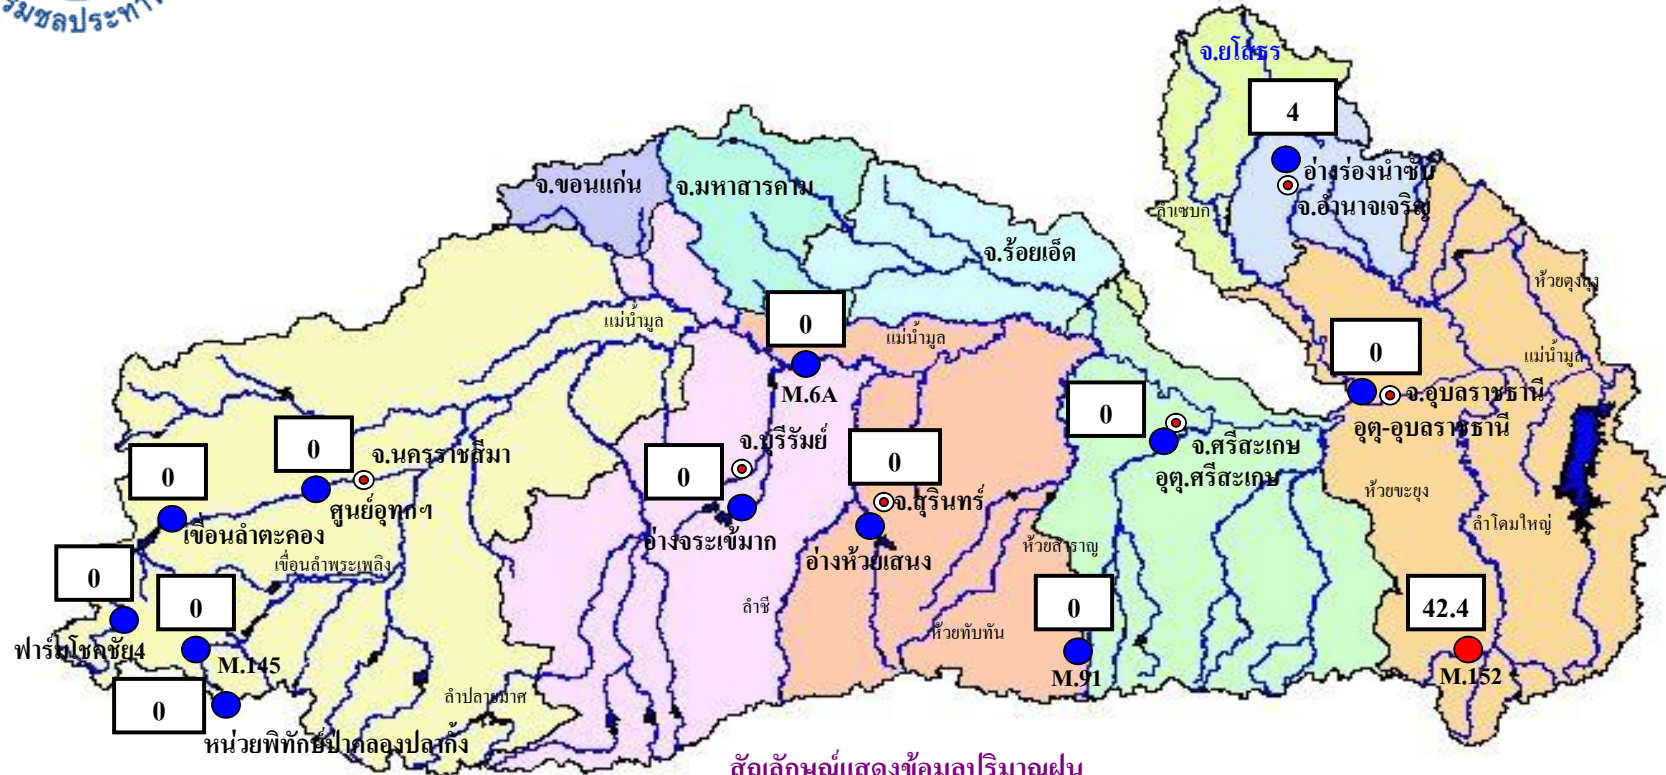 จ.ยโสธร
4
อ่างร่องน้ำซับ
จ.อำนาจเจริญ
ลำเซบก
จ.ขอนแก่น
จ.มหาสารคาม
จ.ร้อยเอ็ด
ห้วยตุงลุง
แม่น้ำมูล
0
M.6A
แม่น้ำมูล
0
แม่น้ำมูล
จ.อุบลราชธานี
อุตุ-อุบลราชธานี
0
จ.ศรีสะเกษ
อุตุ.ศรีสะเกษ
0
จ.นครราชสีมา
ศูนย์อุทกฯ
0
เขื่อนลำตะคอง
0
จ.บุรีรัมย์
อ่างจระเข้มาก
0
จ.สุรินทร์
อ่างห้วยเสนง
ห้วยขะยุง
ลำโดมใหญ่
ห้วยสำราญ
เขื่อนลำพระเพลิง
0
ฟาร์มโชคชัย4
0
M.145
ลำชี
ห้วยทับทัน
0
M.91
42.4
M.152
0
หน่วยพิทักษ์ป่าคลองปลากั้ง
ลำปลายมาศ
สัญลักษณ์แสดงข้อมูลปริมาณฝน